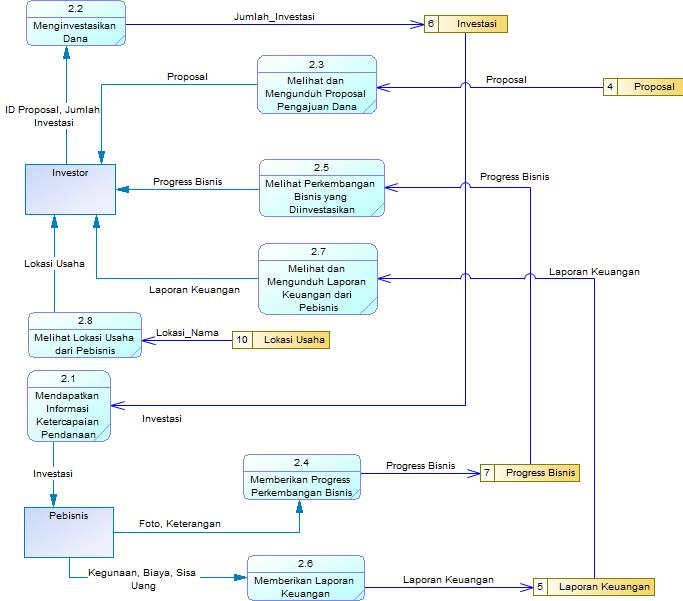 2.2
Menginvestasikan
Dana
Jumlah_Investasi
6 Investasi
2.3
Melihat dan
Mengunduh Proposal
Pengajuan Dana
Proposal
Proposal
4 Proposal
ID Proposal, Jumlah
Investasi
Investor
2.5
Melihat Perkembangan
Bisnis yang
Diinvestasikan
Progress Bisnis
Progress Bisnis
2.7
Melihat dan
Mengunduh Laporan
Keuangan dari
Pebisnis
Lokasi Usaha
Laporan Keuangan
Laporan Keuangan
2.8
Melihat Lokasi Usaha
dari Pebisnis
Lokasi_Nama
10 Lokasi Usaha
2.1
Mendapatkan
Informasi
Ketercapaian
Pendanaan
Investasi
Investasi
2.4
Memberikan Progress
Perkembangan Bisnis
Progress Bisnis
7 Progress Bisnis
Pebisnis
Foto, Keterangan
2.6
Memberikan Laporan
Keuangan
Kegunaan, Biaya, Sisa
Uang
Laporan Keuangan
5 Laporan Keuangan